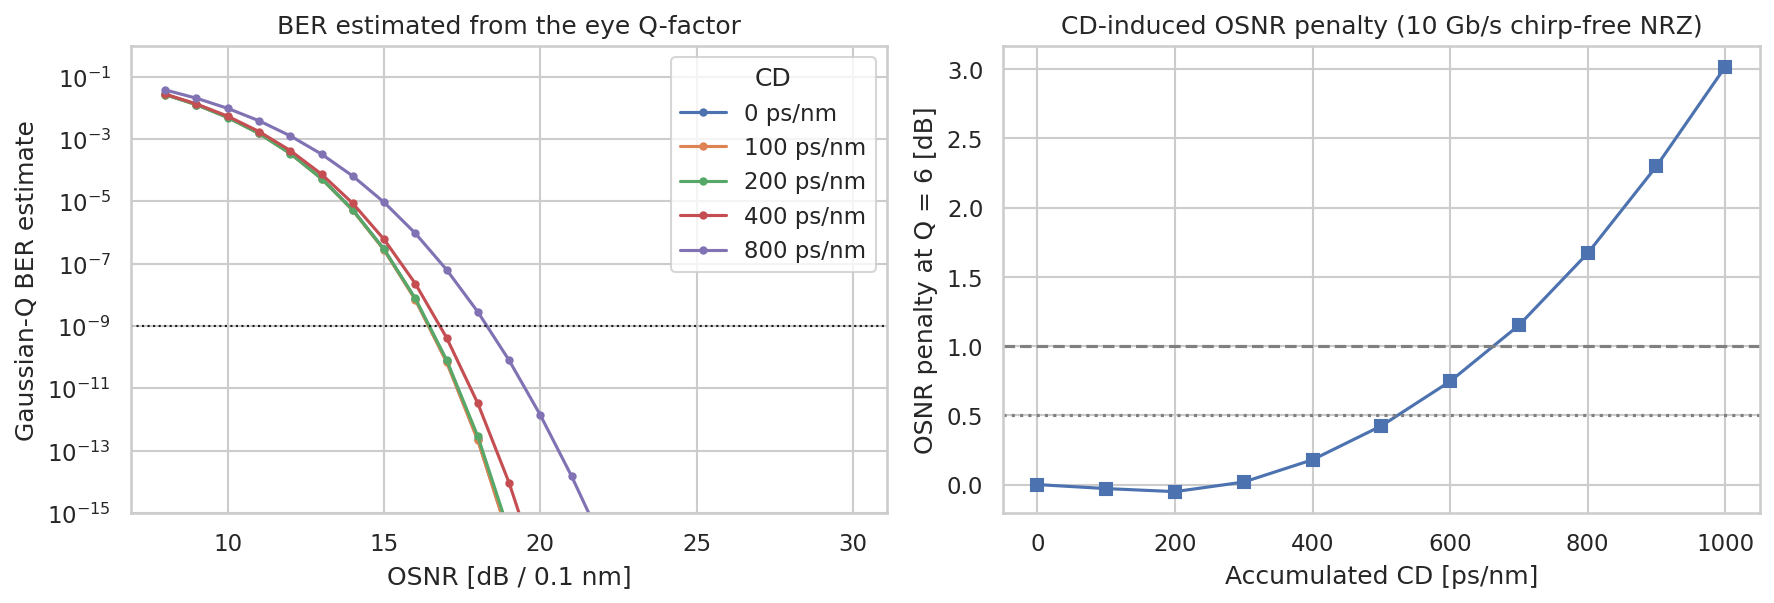 BER estimated from the eye Q-factor
Gaussian-Q BER estimate
10⁻¹
10⁻³
10⁻⁵
10⁻⁷
10⁻⁹
10⁻¹¹
10⁻¹³
10⁻¹⁵
CD
0 ps/nm
100 ps/nm
200 ps/nm
400 ps/nm
800 ps/nm
10 15 20 25 30
OSNR [dB / 0.1 nm]
CD-induced OSNR penalty (10 Gb/s chirp-free NRZ)
OSNR penalty at Q = 6 [dB]
3.0
2.5
2.0
1.5
1.0
0.5
0.0
0 200 400 600 800 1000
Accumulated CD [ps/nm]